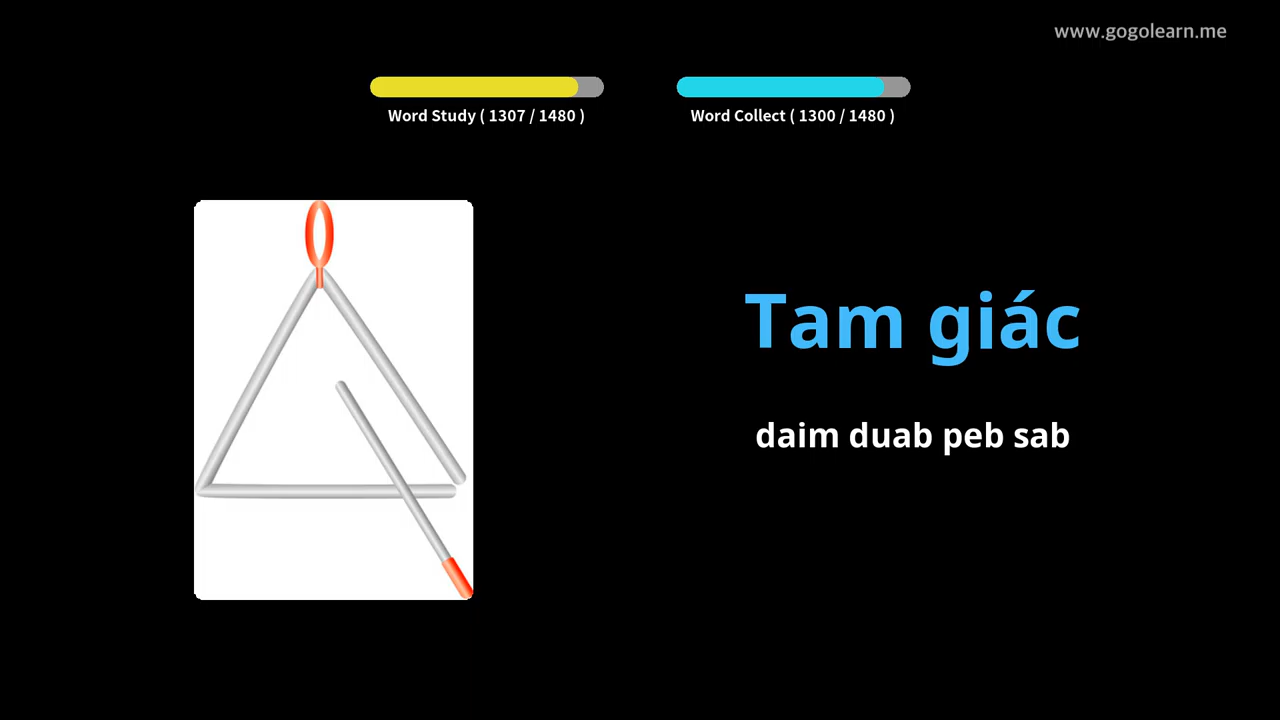 www.gogolearn.me
Word Study ( 1307 / 1480 )
Word Collect ( 1300 / 1480 )
Tam giác
daim duab peb sab